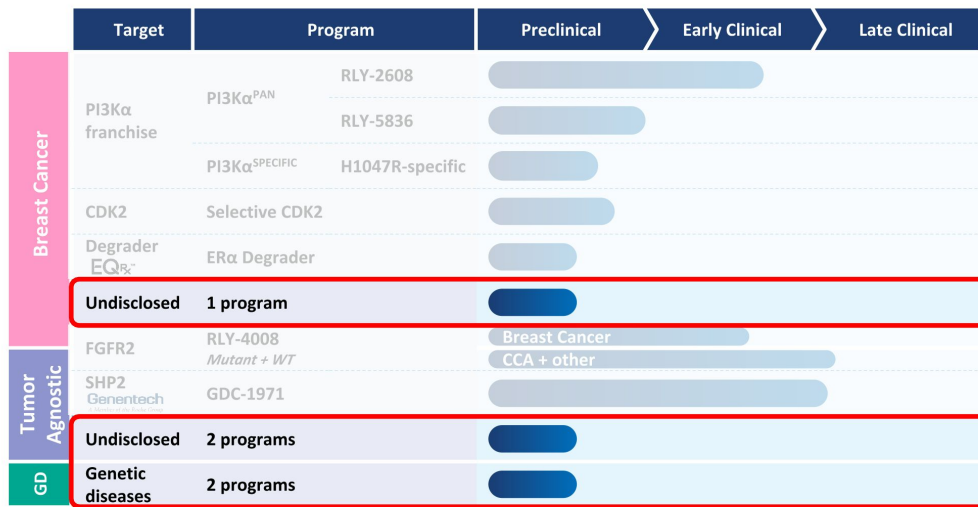 Target Program Preclinical Early Clinical Late Clinical
Breast Cancer
PI3Kα franchise
PI3Kα^PAN
RLY-2608
RLY-5836
PI3Kα^SPECIFIC H1047R-specific
CDK2 Selective CDK2
Degrader
EQRx™
ERα Degrader
Undisclosed 1 program
FGFR2
RLY-4008
Mutant + WT
Breast Cancer
CCA + other
Tumor Agnostic
SHP2
Genentech
GDC-1971
Undisclosed 2 programs
GD
Genetic diseases
2 programs